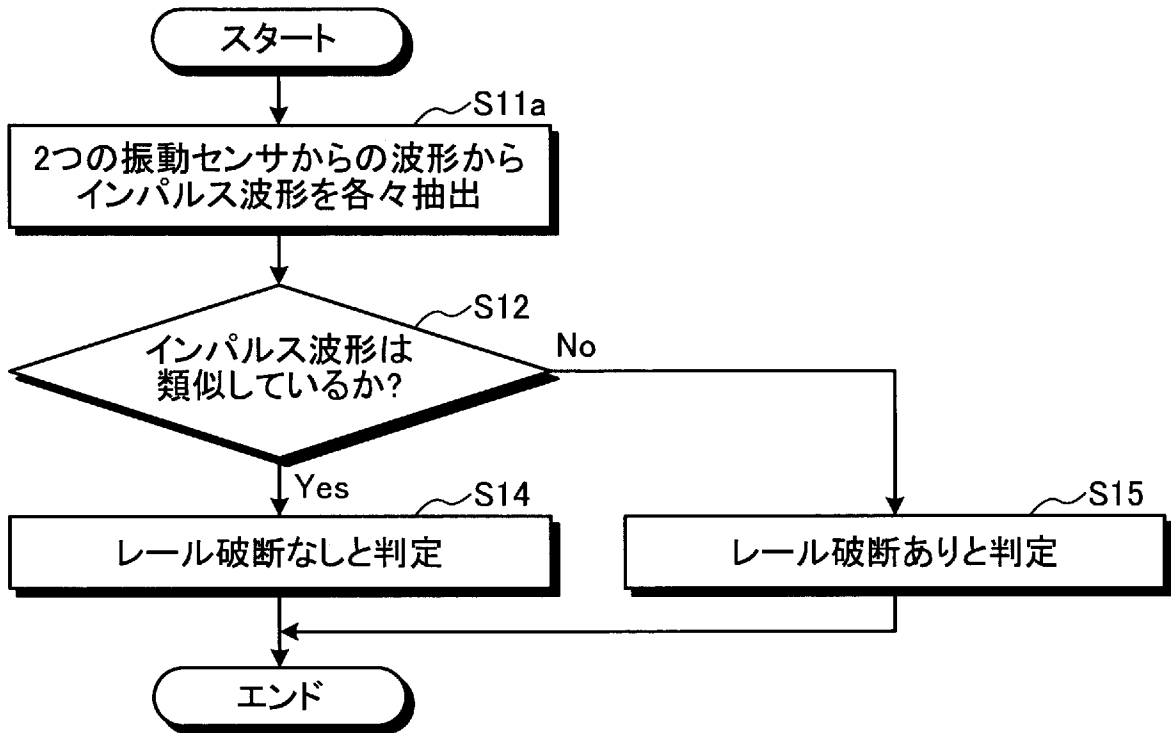 スタート
S11a
2つの振動センサからの波形から
インパルス波形を各々抽出
S12
インパルス波形は
類似しているか?
No
Yes
S14
レール破断なしと判定
S15
レール破断ありと判定
エンド